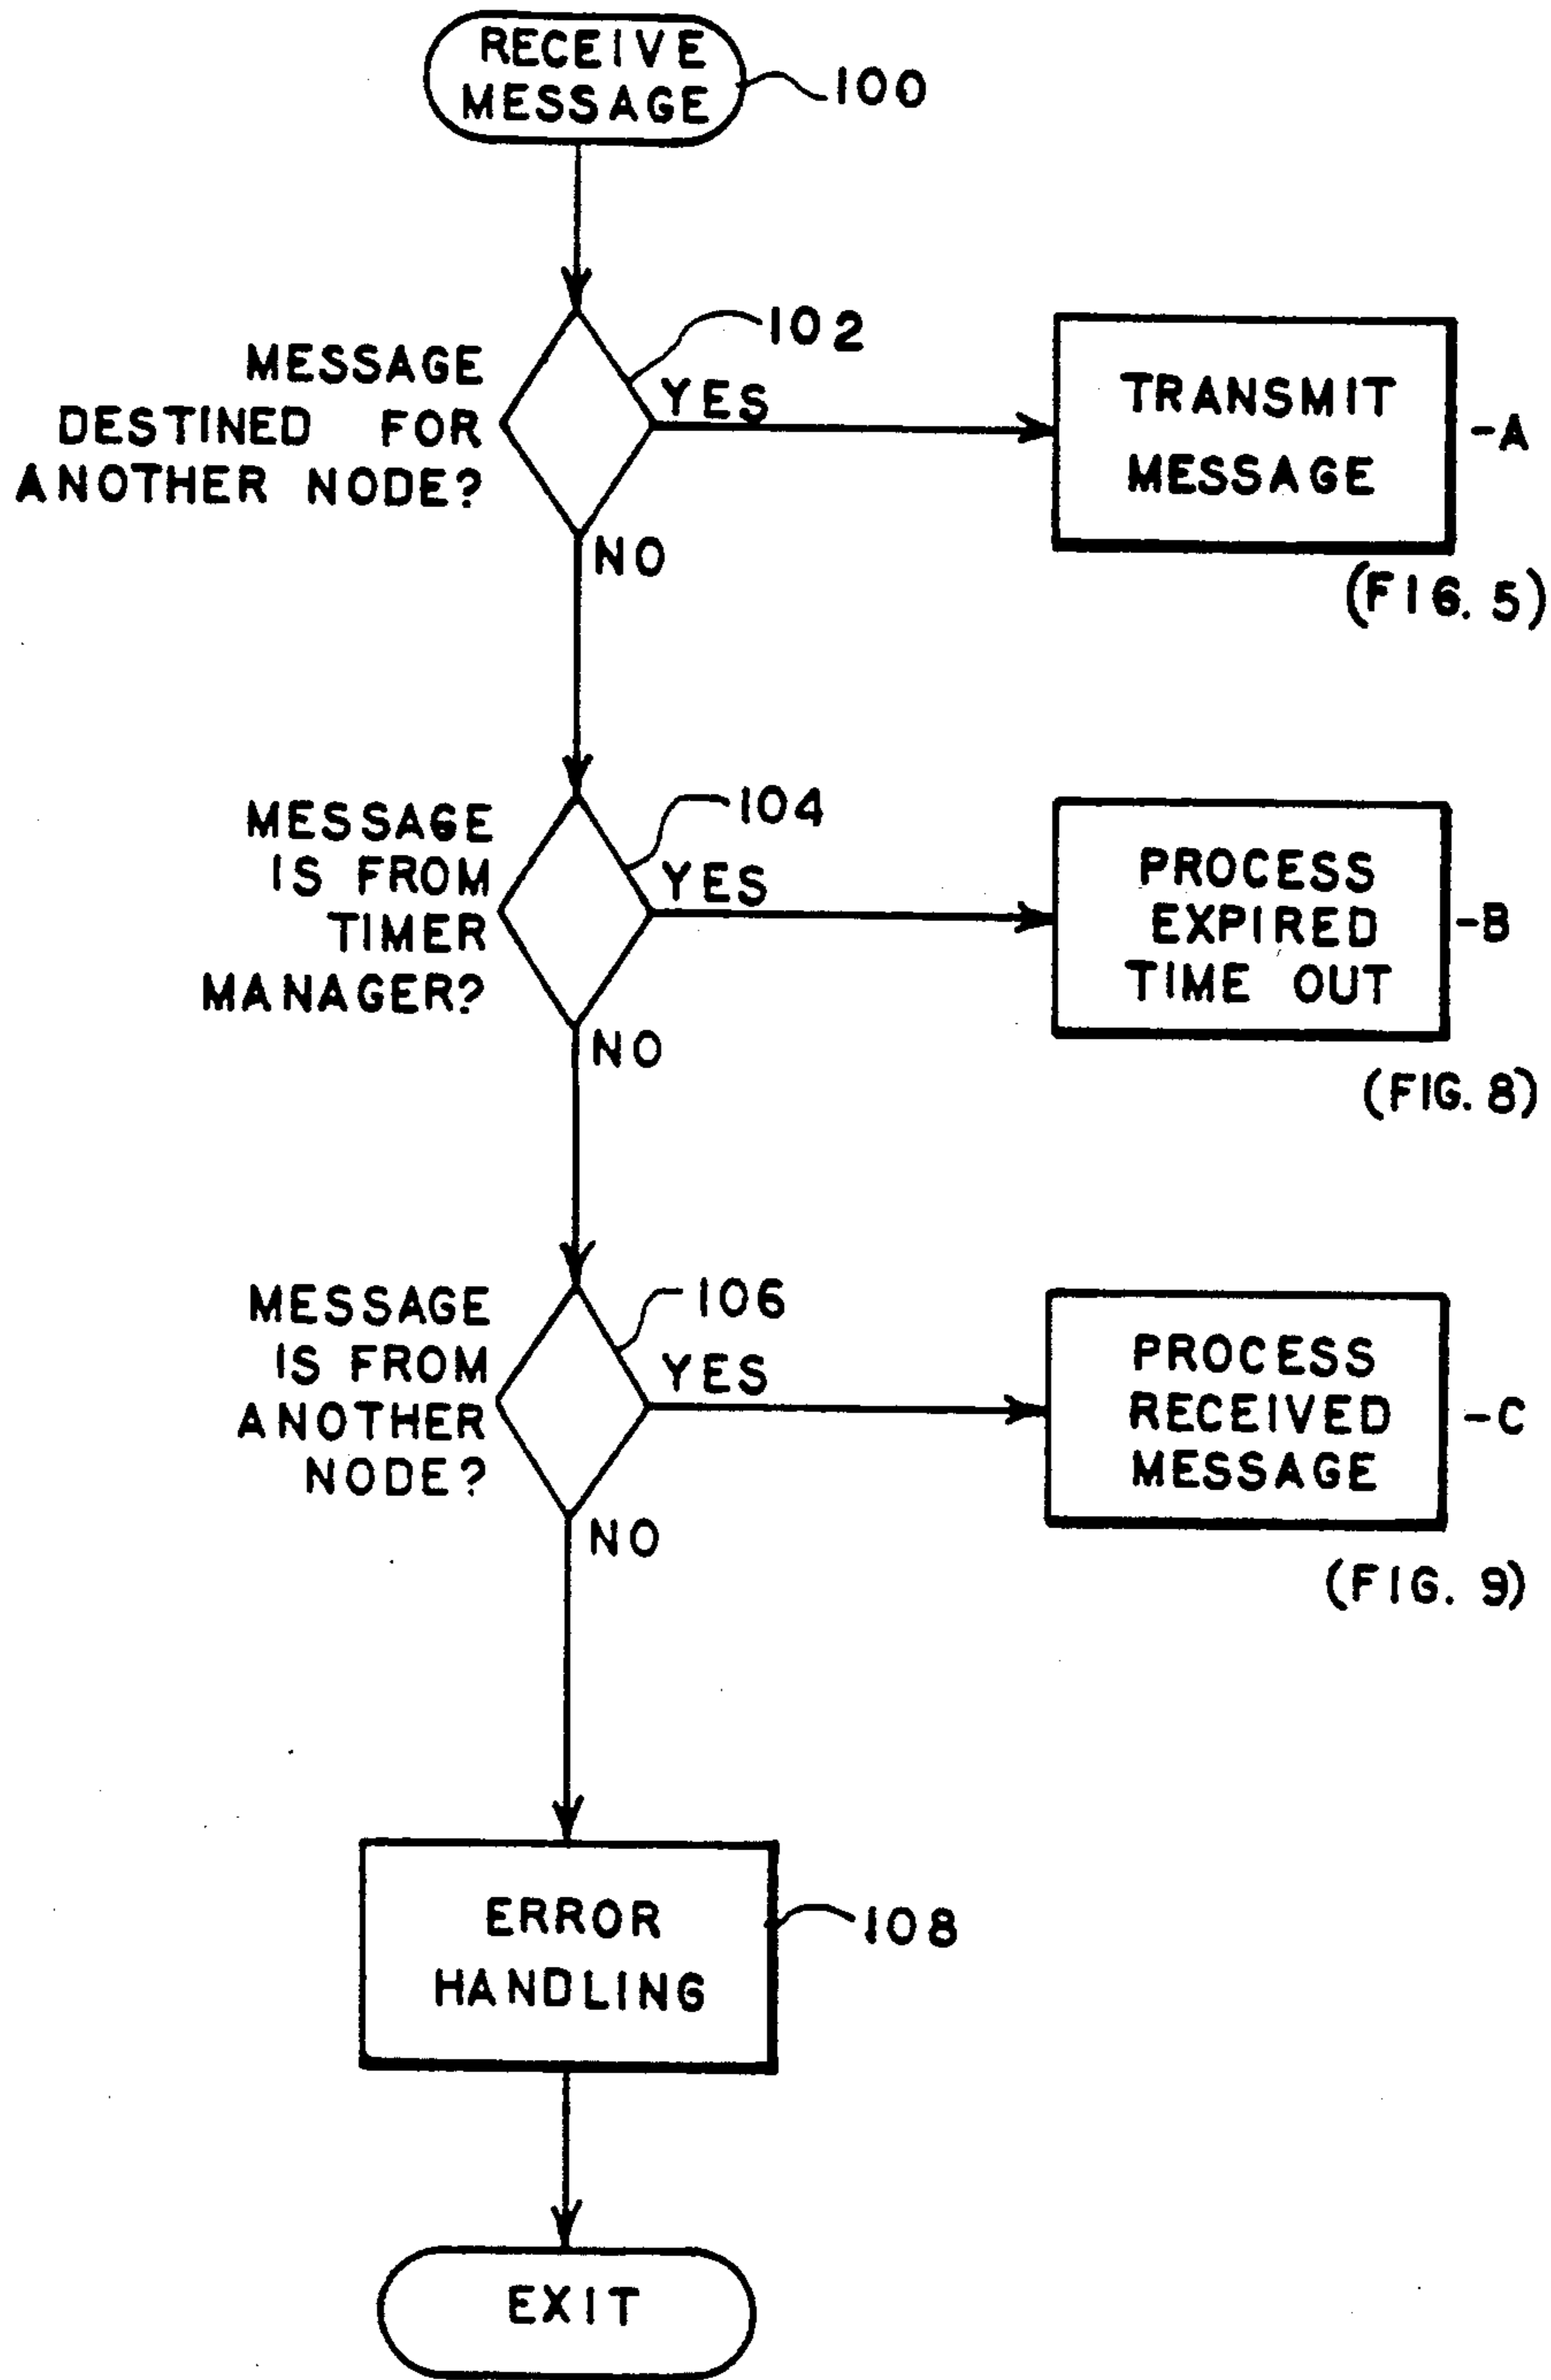 RECEIVE
MESSAGE
100
102
MESSAGE
DESTINED FOR
ANOTHER NODE?
YES
TRANSMIT
MESSAGE
-A
NO
(FIG. 5)
104
MESSAGE
IS FROM
TIMER
MANAGER?
YES
PROCESS
EXPIRED
TIME OUT
-B
NO
(FIG. 8)
106
MESSAGE
IS FROM
ANOTHER
NODE?
YES
PROCESS
RECEIVED
MESSAGE
-C
NO
(FIG. 9)
ERROR
HANDLING
108
EXIT